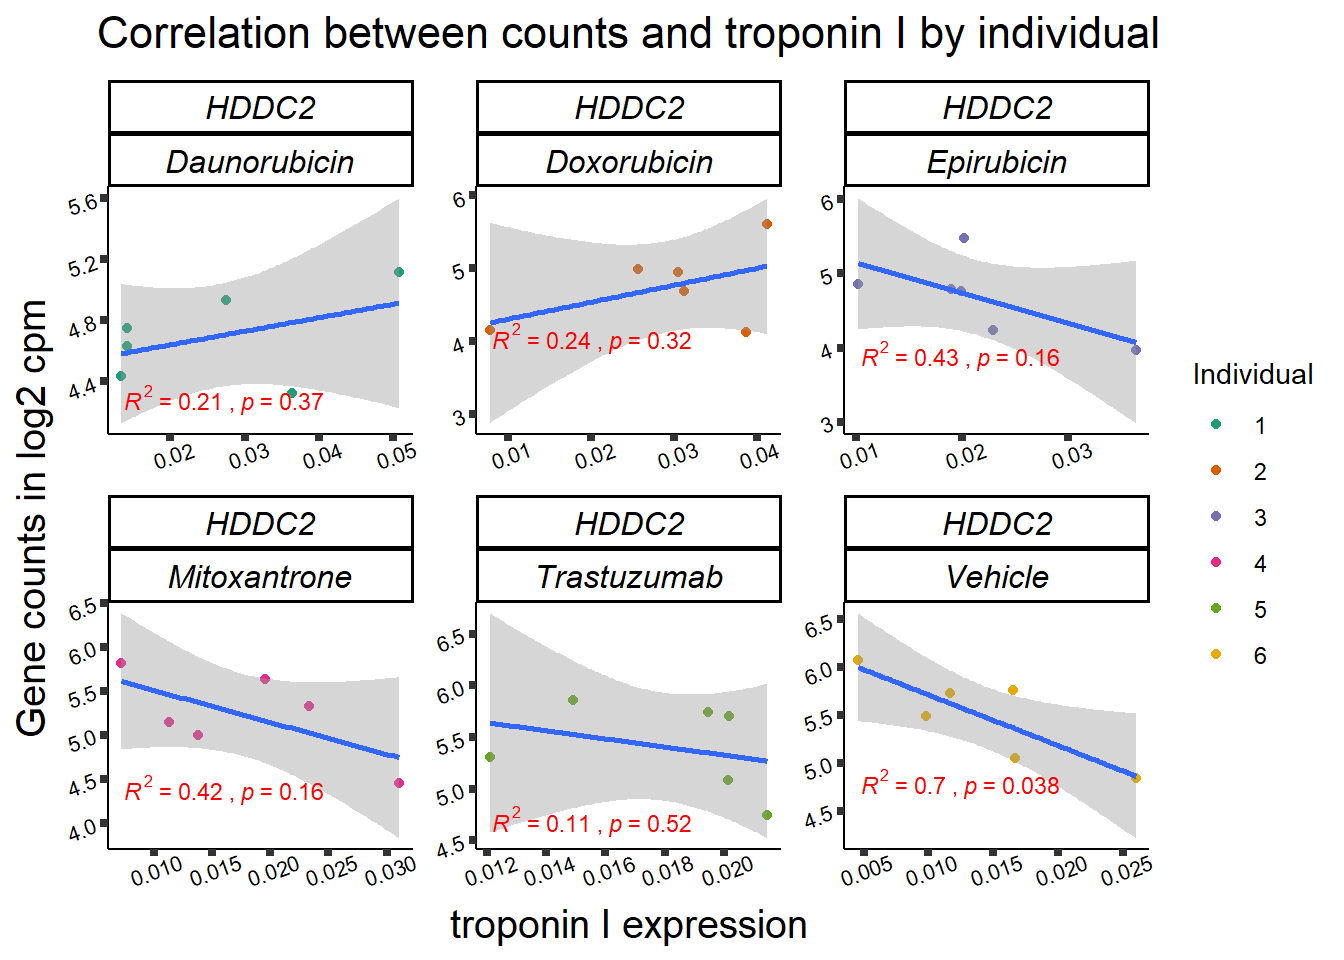 Correlation between counts and troponin I by individual
HDDC2
Daunorubicin
5.6
5.2
4.8
4.4
R2 = 0.21 , p = 0.37
0.02 0.03 0.04 0.05
HDDC2
Doxorubicin
6
5
4
3
R2 = 0.24 , p = 0.32
0.01 0.02 0.03 0.04
HDDC2
Epirubicin
6
5
4
3
R2 = 0.43 , p = 0.16
0.01 0.02 0.03
HDDC2
Mitoxantrone
6.5
6.0
5.5
5.0
4.5
4.0
R2 = 0.42 , p = 0.16
0.010 0.015 0.020 0.025 0.030
HDDC2
Trastuzumab
6.5
6.0
5.5
5.0
4.5
R2 = 0.11 , p = 0.52
0.012 0.014 0.016 0.018 0.020
HDDC2
Vehicle
6.5
6.0
5.5
5.0
4.5
R2 = 0.7 , p = 0.038
0.005 0.010 0.015 0.020 0.025
Gene counts in log2 cpm
troponin I expression
Individual
1
2
3
4
5
6